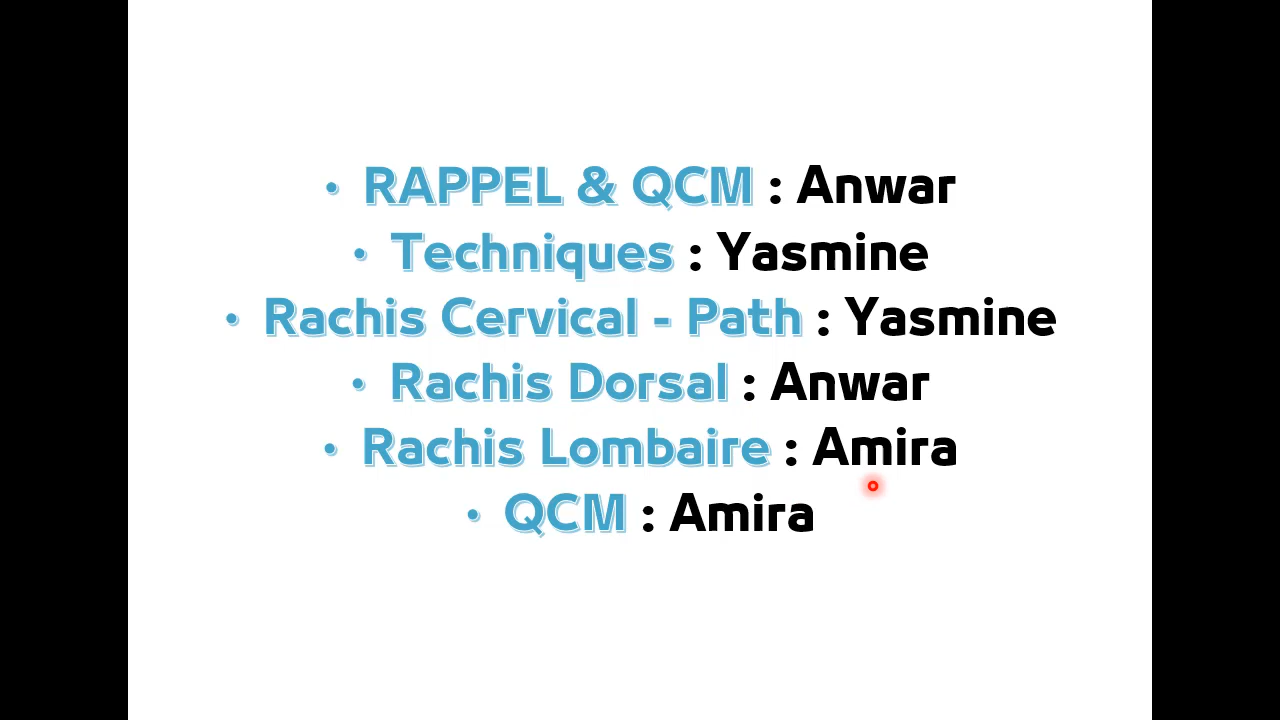 • RAPPEL & QCM : Anwar
• Techniques : Yasmine
• Rachis Cervical - Path : Yasmine
• Rachis Dorsal : Anwar
• Rachis Lombaire : Amira
• QCM : Amira